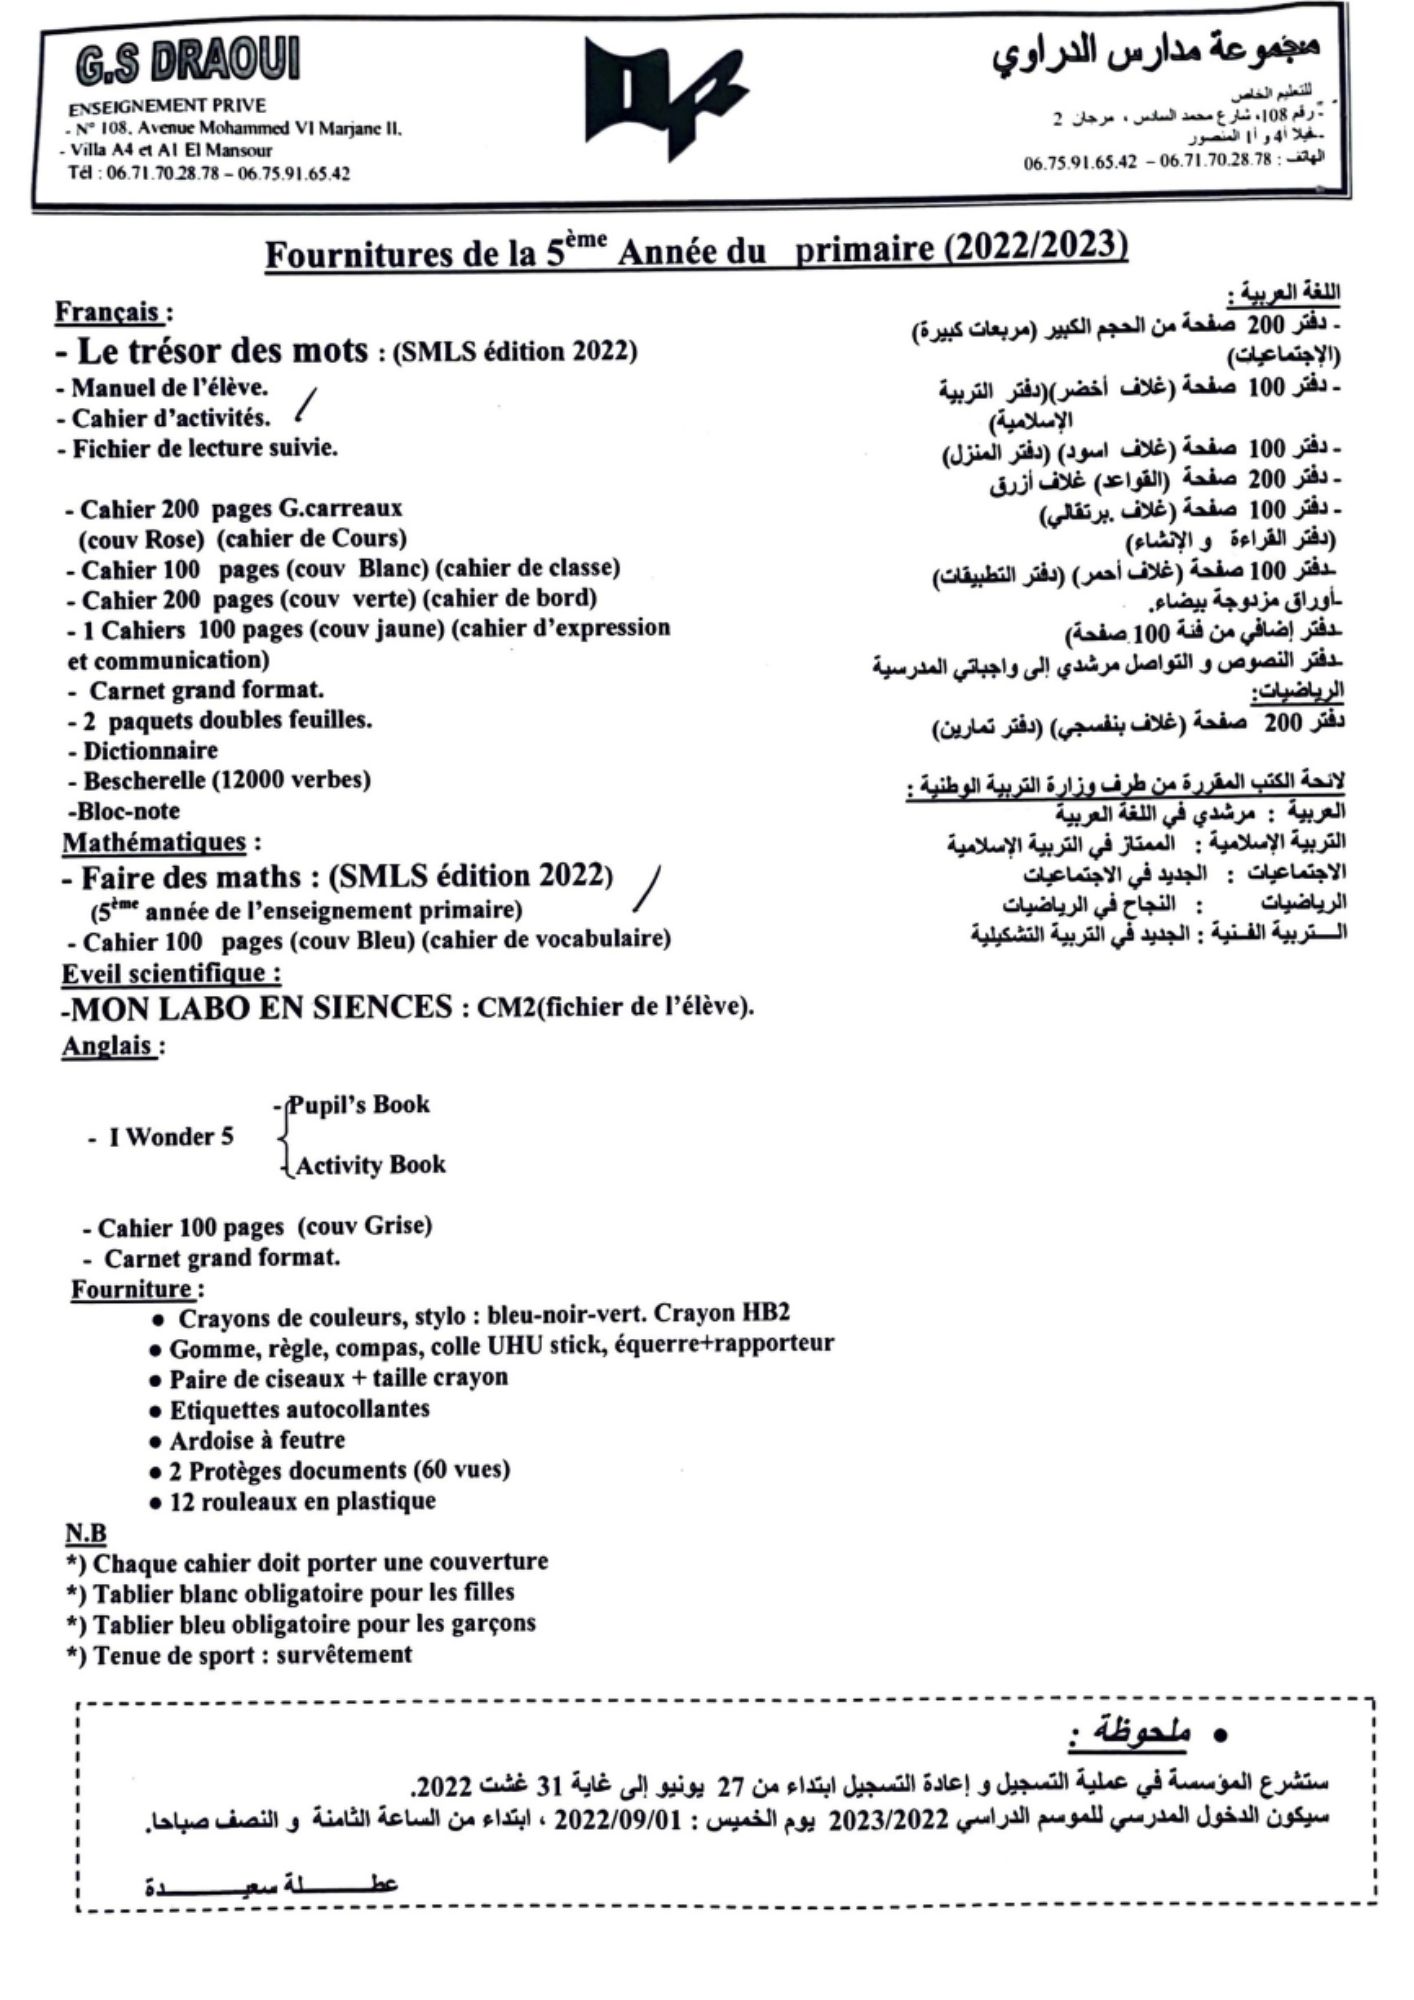 G.S DRAOUI
ENSEIGNEMENT PRIVE
- N° 108, Avenue Mohammed VI Marjane II.
- Villa A4 et A1 El Mansour
Tél : 06.71.70.28.78 – 06.75.91.65.42
مجموعة مدارس الدراوي
للتعليم الخاص
- رقم 108، شارع محمد السادس ، مرجان 2
-فيلا أ4 و أ1 المنصور
الهاتف : 06.71.70.28.78 – 06.75.91.65.42
Fournitures de la 5ème Année du primaire (2022/2023)
Français :
- Le trésor des mots : (SMLS édition 2022)
- Manuel de l'élève.
- Cahier d'activités.
- Fichier de lecture suivie.
- Cahier 200 pages G.carreaux
(couv Rose) (cahier de Cours)
- Cahier 100 pages (couv Blanc) (cahier de classe)
- Cahier 200 pages (couv verte) (cahier de bord)
- 1 Cahiers 100 pages (couv jaune) (cahier d'expression
et communication)
- Carnet grand format.
- 2 paquets doubles feuilles.
- Dictionnaire
- Bescherelle (12000 verbes)
-Bloc-note
Mathématiques :
- Faire des maths : (SMLS édition 2022)
(5ème année de l'enseignement primaire)
- Cahier 100 pages (couv Bleu) (cahier de vocabulaire)
Eveil scientifique :
-MON LABO EN SIENCES : CM2(fichier de l'élève).
Anglais :
- Pupil's Book
- I Wonder 5
- Activity Book
- Cahier 100 pages (couv Grise)
- Carnet grand format.
Fourniture :
• Crayons de couleurs, stylo : bleu-noir-vert. Crayon HB2
• Gomme, règle, compas, colle UHU stick, équerre+rapporteur
• Paire de ciseaux + taille crayon
• Etiquettes autocollantes
• Ardoise à feutre
• 2 Protèges documents (60 vues)
• 12 rouleaux en plastique
N.B
*) Chaque cahier doit porter une couverture
*) Tablier blanc obligatoire pour les filles
*) Tablier bleu obligatoire pour les garçons
*) Tenue de sport : survêtement
اللغة العربية :
- دفتر 200 صفحة من الحجم الكبير (مربعات كبيرة)
(الإجتماعيات)
- دفتر 100 صفحة (غلاف أخضر)(دفتر التربية
الإسلامية)
- دفتر 100 صفحة (غلاف اسود) (دفتر المنزل)
- دفتر 200 صفحة (القواعد) غلاف أزرق
- دفتر 100 صفحة (غلاف .برتقالي)
(دفتر القراءة و الإنشاء)
-دفتر 100 صفحة (غلاف أحمر) (دفتر التطبيقات)
-أوراق مزدوجة بيضاء.
-دفتر إضافي من فئة 100 صفحة)
-دفتر النصوص و التواصل مرشدي إلى واجباتي المدرسية
الرياضيات:
دفتر 200 صفحة (غلاف بنفسجي) (دفتر تمارين)
لائحة الكتب المقررة من طرف وزارة التربية الوطنية :
العربية : مرشدي في اللغة العربية
التربية الإسلامية : الممتاز في التربية الإسلامية
الاجتماعيات : الجديد في الاجتماعيات
الرياضيات : النجاح في الرياضيات
الــتربية الفـنية : الجديد في التربية التشكيلية
• ملحوظة :
ستشرع المؤسسة في عملية التسجيل و إعادة التسجيل ابتداء من 27 يونيو إلى غاية 31 غشت 2022.
سيكون الدخول المدرسي للموسم الدراسي 2023/2022 يوم الخميس : 2022/09/01 ، ابتداء من الساعة الثامنة و النصف صباحا.
عطــــــلة سعيـــــــدة